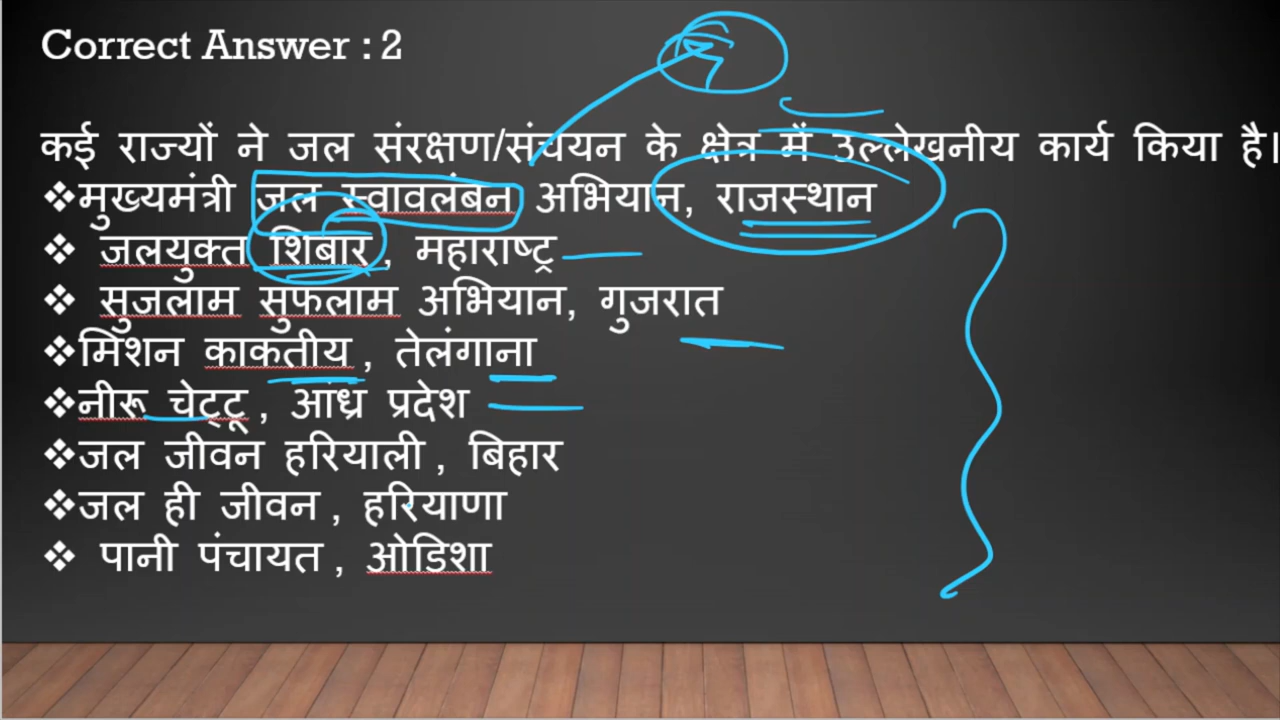 Correct Answer : 2
कई राज्यों ने जल संरक्षण/संचयन के क्षेत्र में उल्लेखनीय कार्य किया है।
❖मुख्यमंत्री जल स्वावलंबन अभियान, राजस्थान
❖ जलयुक्त शिबार , महाराष्ट्र
❖ सुजलाम सुफलाम अभियान, गुजरात
❖मिशन काकतीय , तेलंगाना
❖नीरू चेट्टू , आंध्र प्रदेश
❖जल जीवन हरियाली , बिहार
❖जल ही जीवन , हरियाणा
❖ पानी पंचायत , ओडिशा